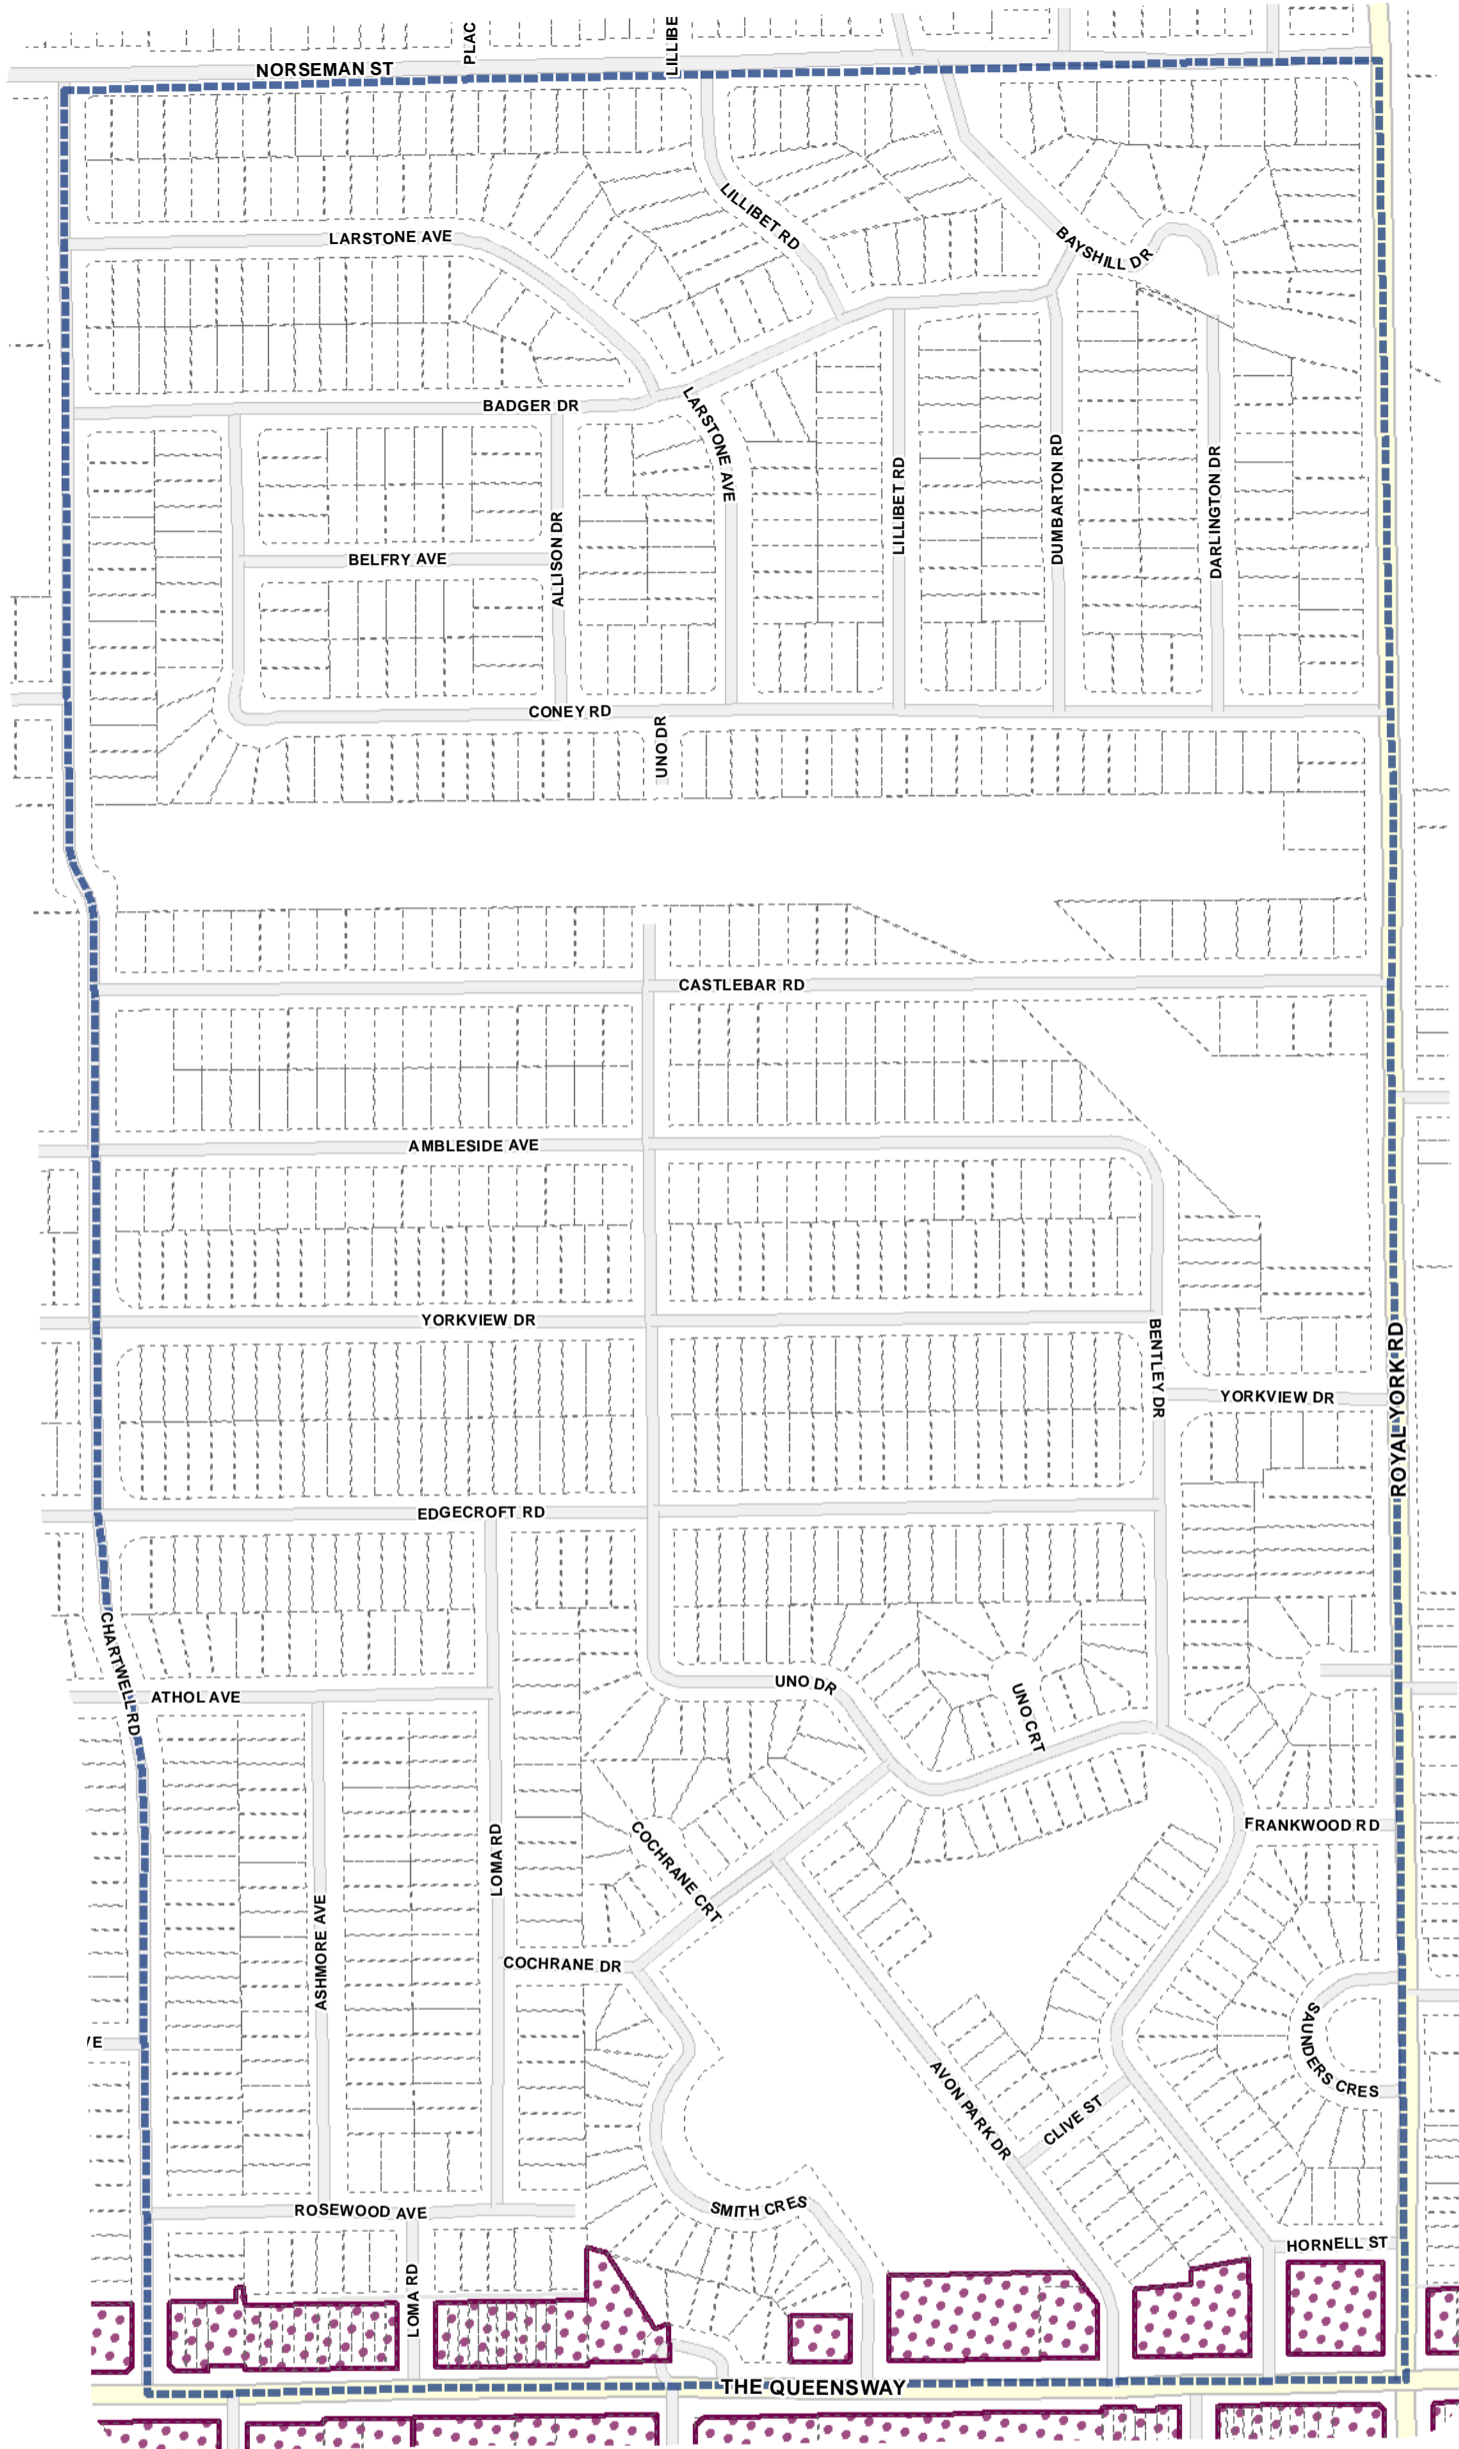 PLAC
LILLIBE
NORSEMAN ST
LILLIBET RD
LARSTONE AVE
BAYSHILL DR
BADGER DR
LARSTONE AVE
LILLIBET RD
DUMBARTON RD
DARLINGTON DR
ALLISON DR
BELFRY AVE
CONEY RD
UNO DR
CASTLEBAR RD
AMBLESIDE AVE
YORKVIEW DR
BENTLEY DR
ROYAL YORK RD
YORKVIEW DR
EDGECROFT RD
CHARTWELL RD
ATHOL AVE
UNO DR
UNO CRT
COCHRANE CRT
FRANKWOOD RD
LOMA RD
ASHMORE AVE
COCHRANE DR
SAUNDERS CRES
VE
AVON PARK DR
CLIVE ST
SMITH CRES
ROSEWOOD AVE
HORNELL ST
LOMA RD
THE QUEENSWAY